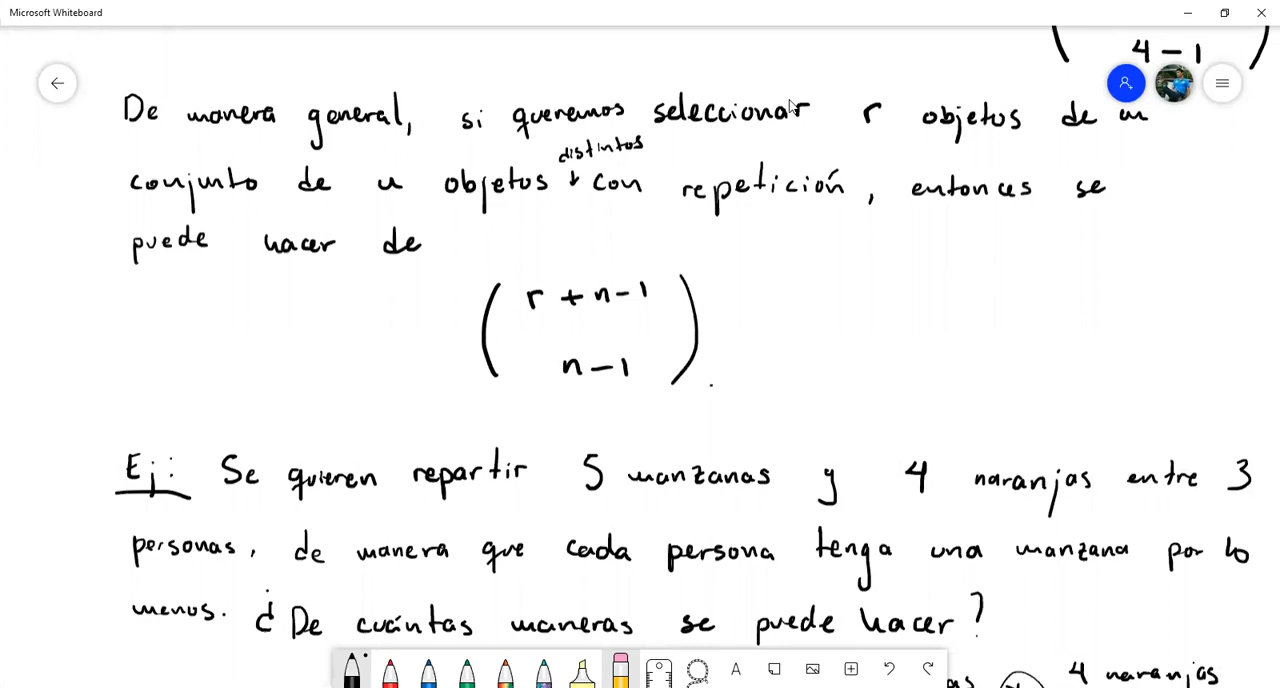 Microsoft Whiteboard
4 - 1
De manera general, si queremos seleccionar r objetos de un
distintos
conjunto de n objetos ↓ con repetición, entonces se
puede hacer de
( r + n - 1
n - 1 ).
Ej: Se quieren repartir 5 manzanas y 4 naranjas entre 3
personas, de manera que cada persona tenga una manzana por lo
menos. ¿De cuántas maneras se puede hacer?
4 naranjas